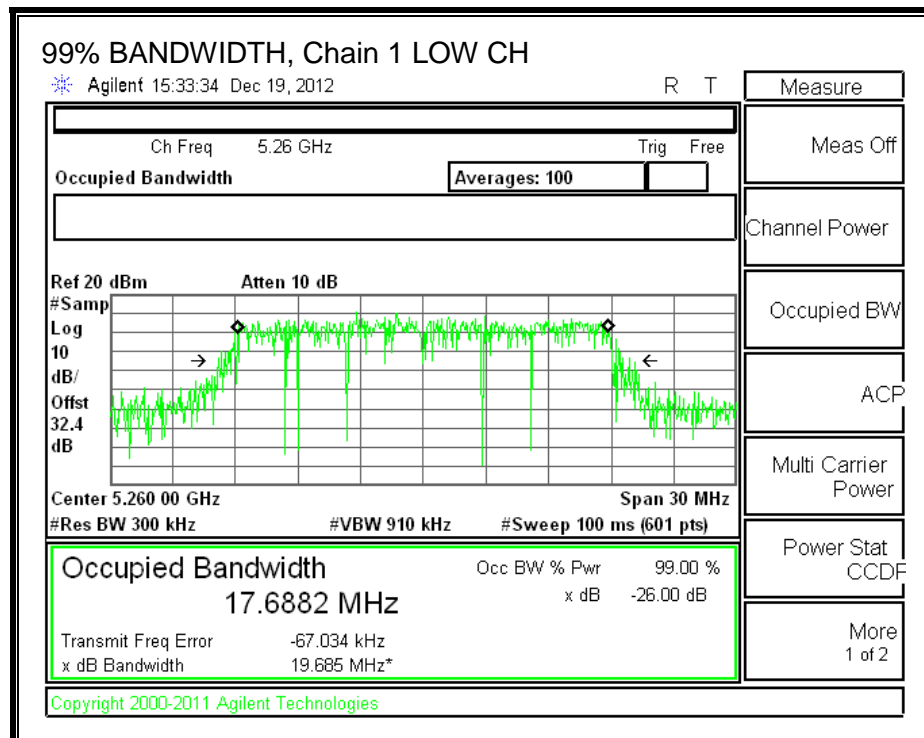 99% BANDWIDTH, Chain 1 LOW CH
Agilent 15:33:34 Dec 19, 2012 R T
Measure
Ch Freq 5.26 GHz Trig Free
Occupied Bandwidth Averages: 100
Meas Off
Channel Power
Occupied BW
ACP
Multi Carrier
Power
Power Stat
CCDF
More
1 of 2
Ref 20 dBm Atten 10 dB
#Samp
Log
10
dB/
Offst
32.4
dB
Center 5.260 00 GHz Span 30 MHz
#Res BW 300 kHz #VBW 910 kHz #Sweep 100 ms (601 pts)
Occupied Bandwidth Occ BW % Pwr 99.00 %
17.6882 MHz x dB -26.00 dB
Transmit Freq Error -67.034 kHz
x dB Bandwidth 19.685 MHz*
Copyright 2000-2011 Agilent Technologies